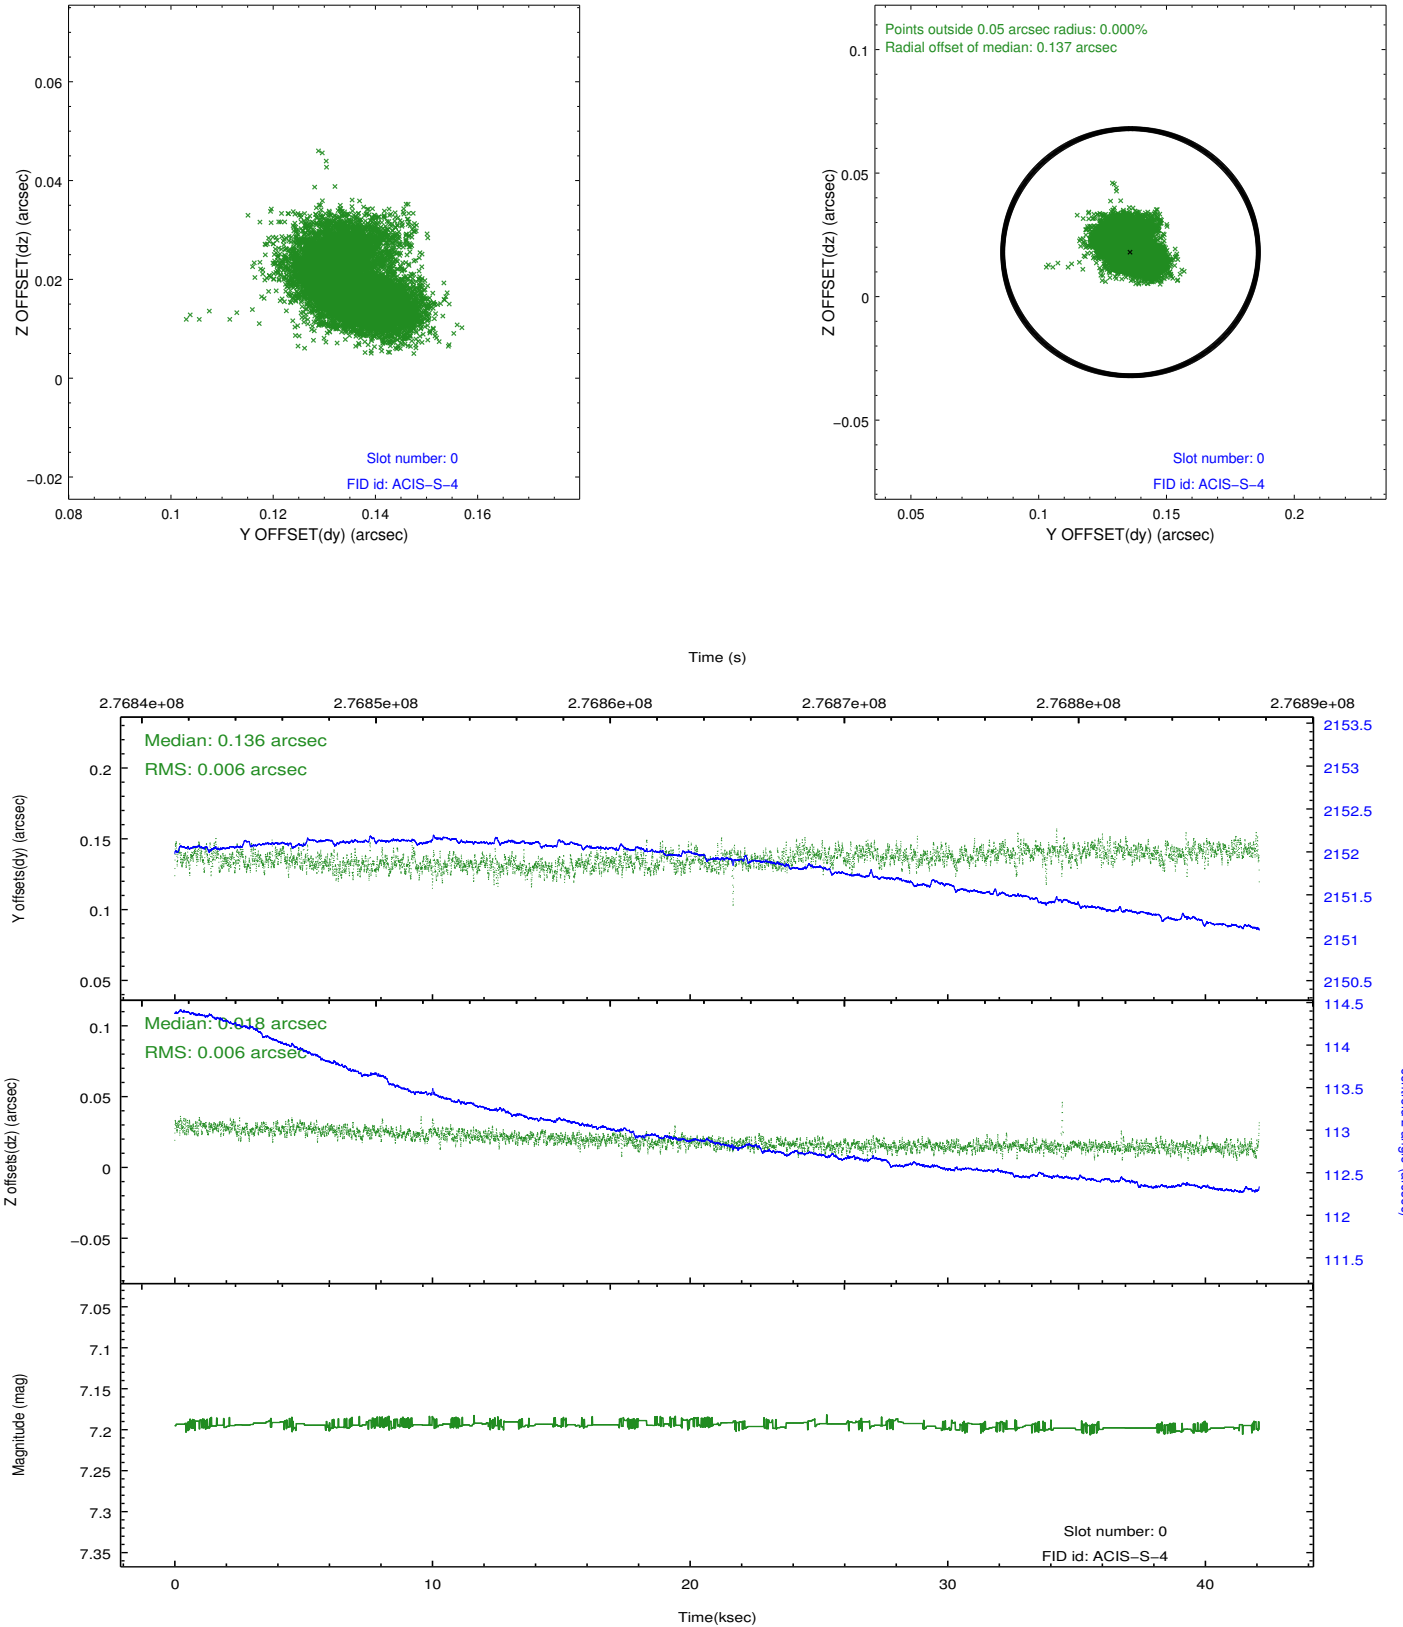 0.06
0.04
0.02
0
−0.02
Z OFFSET(dz) (arcsec)
Slot number: 0
FID id: ACIS−S−4
0.08 0.1 0.12 0.14 0.16
Y OFFSET(dy) (arcsec)
Points outside 0.05 arcsec radius: 0.000%
Radial offset of median: 0.137 arcsec
0.1
0.05
0
−0.05
Z OFFSET(dz) (arcsec)
Slot number: 0
FID id: ACIS−S−4
0.05 0.1 0.15 0.2
Y OFFSET(dy) (arcsec)
Time (s)
2.7684e+08 2.7685e+08 2.7686e+08 2.7687e+08 2.7688e+08 2.7689e+08
Median: 0.136 arcsec
RMS: 0.006 arcsec
0.2
0.15
0.1
0.05
Y offsets(dy) (arcsec)
2153.5
2153
2152.5
2152
2151.5
2151
2150.5
Median: 0.018 arcsec
RMS: 0.006 arcsec
0.1
0.05
0
−0.05
Z offsets(dz) (arcsec)
114.5
114
113.5
113
112.5
112
111.5
7.05
7.1
7.15
7.2
7.25
7.3
7.35
Magnitude (mag)
Slot number: 0
FID id: ACIS−S−4
0 10 20 30 40
Time(ksec)